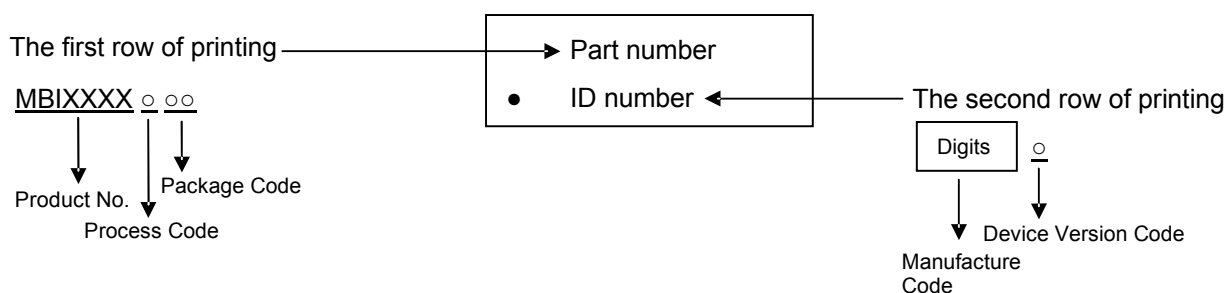 The first row of printing
MBIXXXX ○ ○○
Product No.
Process Code
Package Code
Part number
● ID number
The second row of printing
Digits ○
Manufacture
Code
Device Version Code